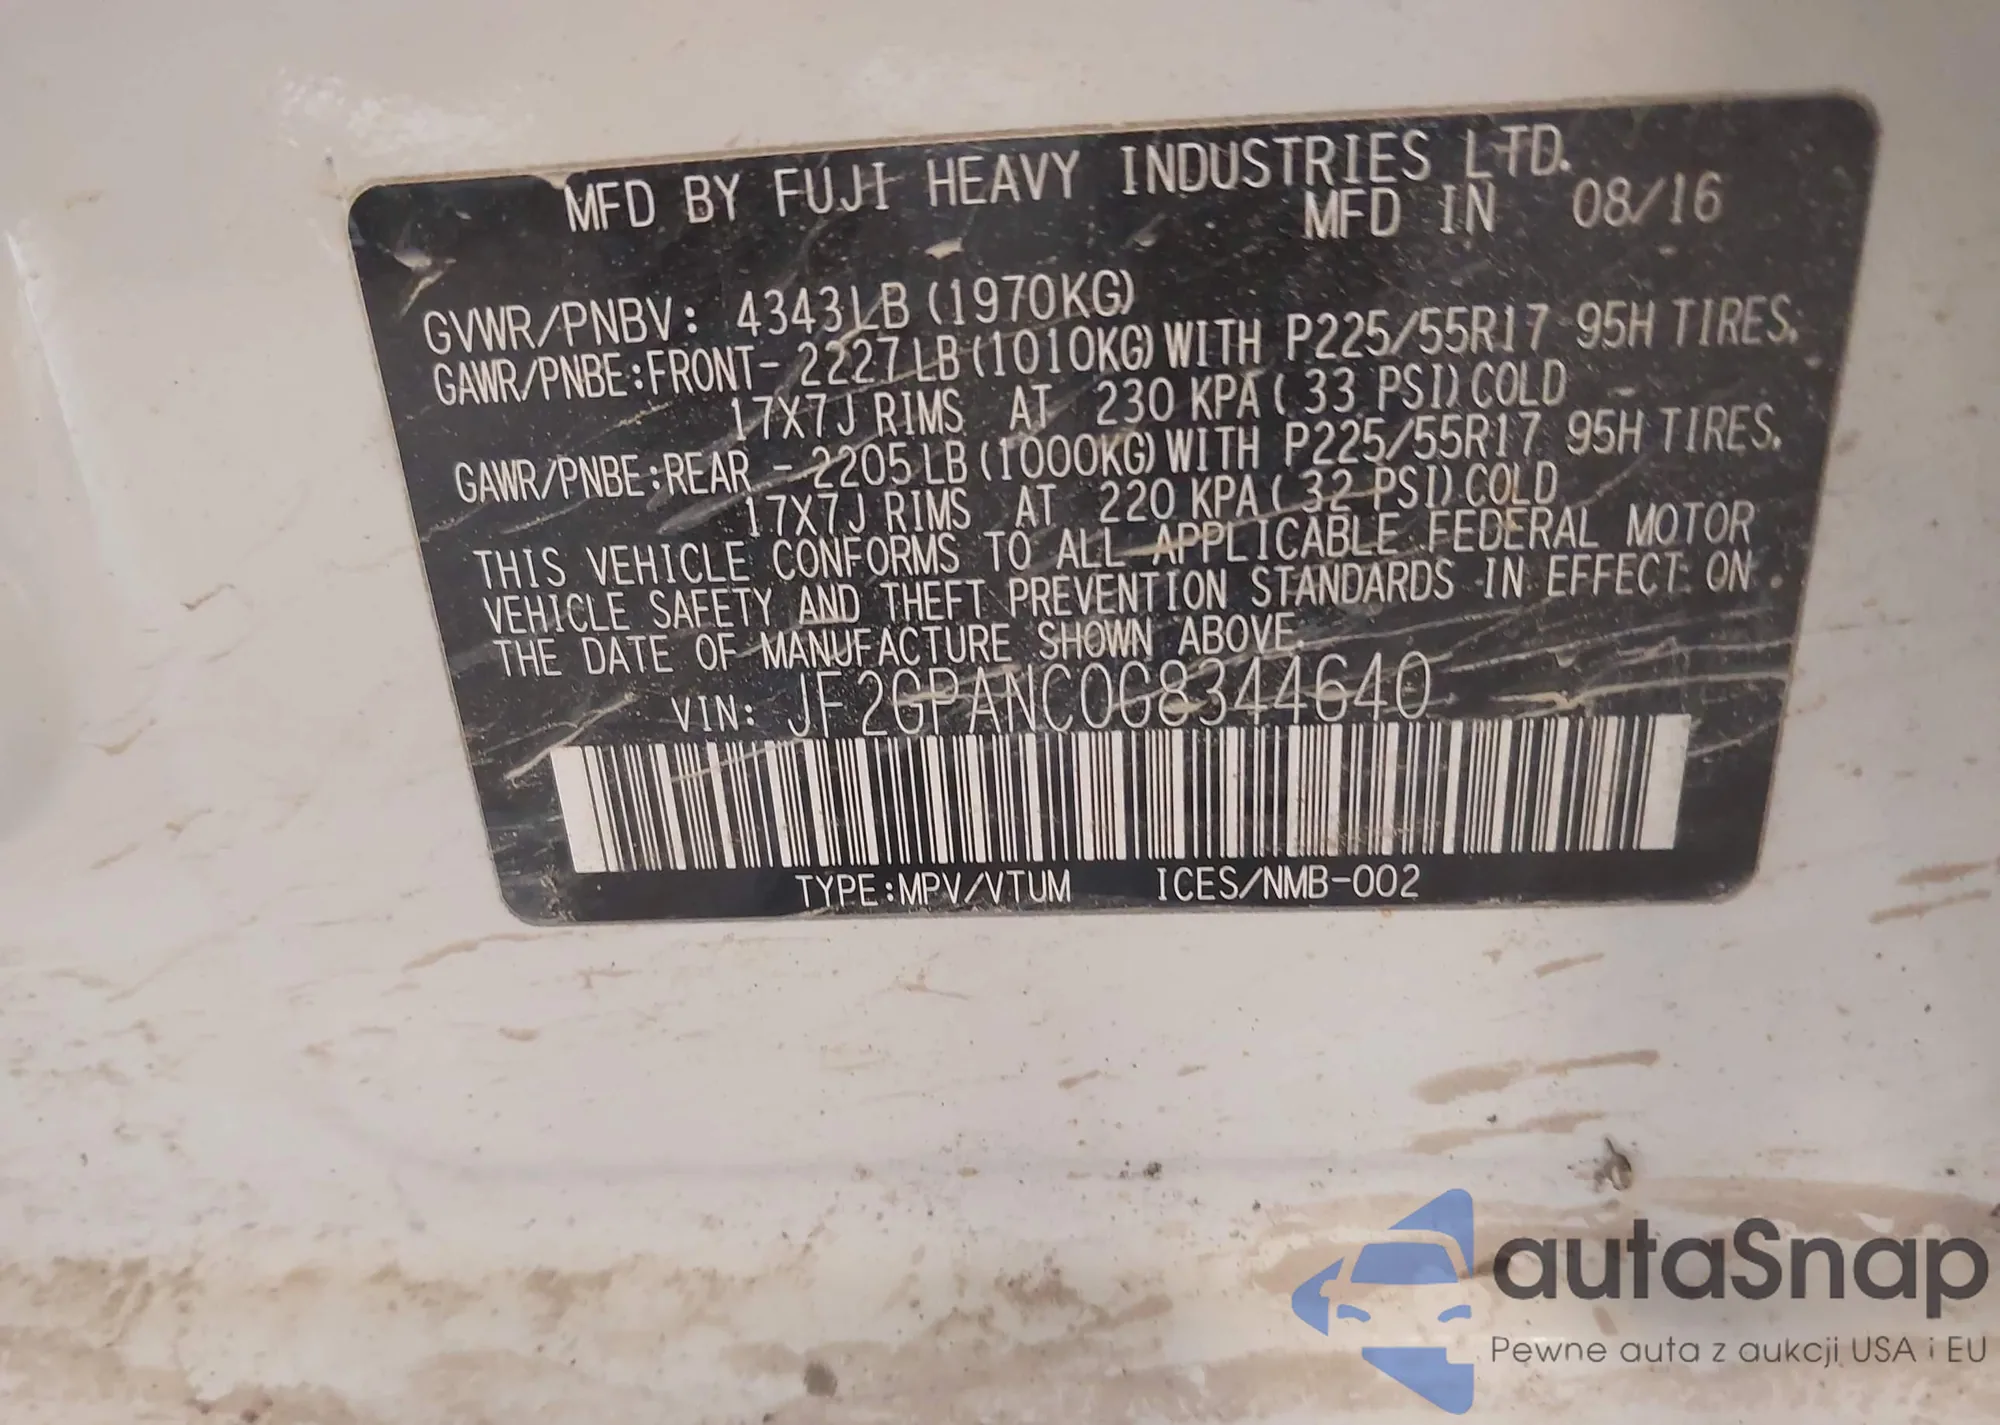 MFD BY FUJI HEAVY INDUSTRIES LTD.
MFD IN 08/16
GVWR/PNBV: 4343LB (1970KG)
GAWR/PNBE:FRONT- 2227LB (1010KG) WITH P225/55R17 95H TIRES.
17X7J RIMS AT 230 KPA ( 33 PSI) COLD
GAWR/PNBE:REAR - 2205LB (1000KG) WITH P225/55R17 95H TIRES.
17X7J RIMS AT 220 KPA ( 32 PSI) COLD
THIS VEHICLE CONFORMS TO ALL APPLICABLE FEDERAL MOTOR
VEHICLE SAFETY AND THEFT PREVENTION STANDARDS IN EFFECT ON
THE DATE OF MANUFACTURE SHOWN ABOVE.
VIN: JF2GPANC0G8344640
TYPE:MPV/VTUM ICES/NMB-002
autaSnap
Pewne auta z aukcji USA i EU